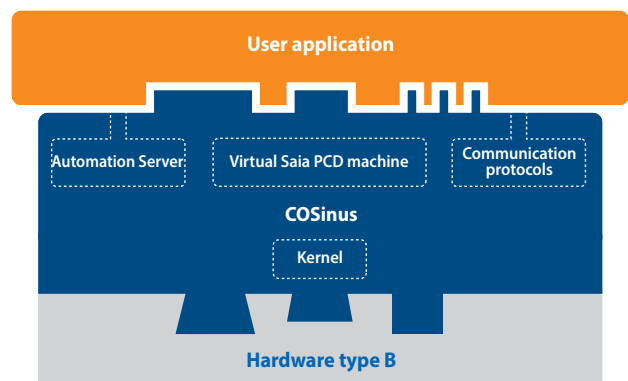 User application
Automation Server
Virtual Saia PCD machine
Communication
protocols
COSinus
Kernel
Hardware type B